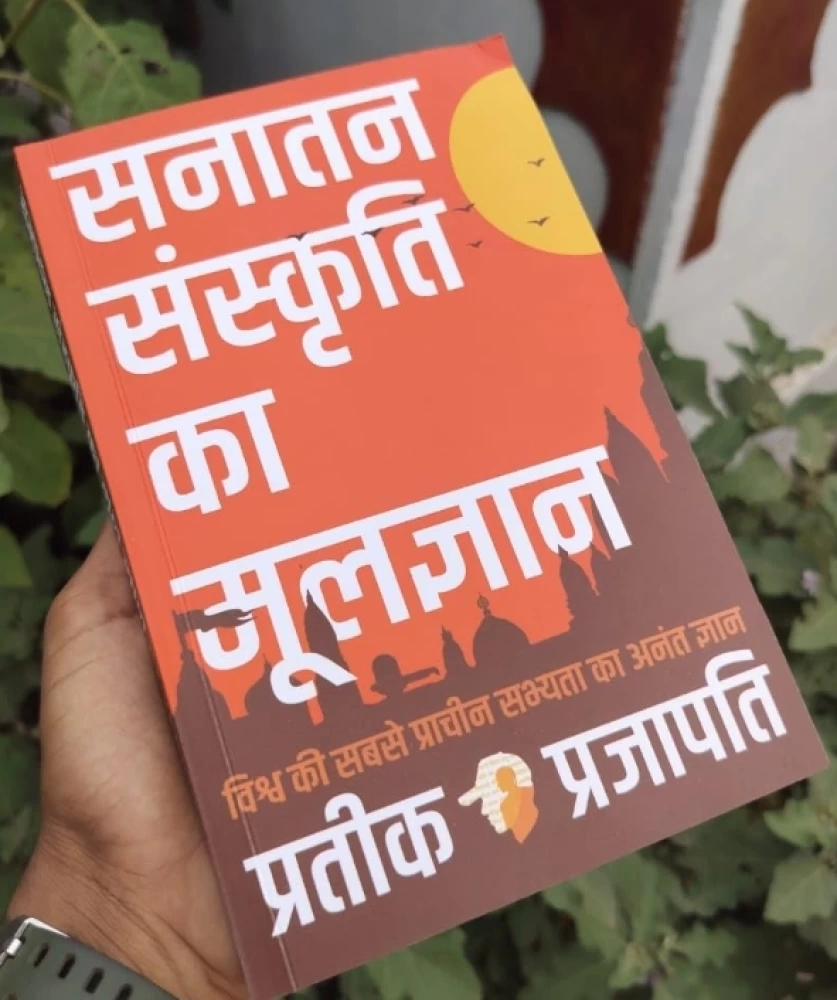 सनातन
संस्कृति
का
मूलज्ञान
विश्व की सबसे प्राचीन सभ्यता का अनंत ज्ञान
प्रतीक प्रजापति